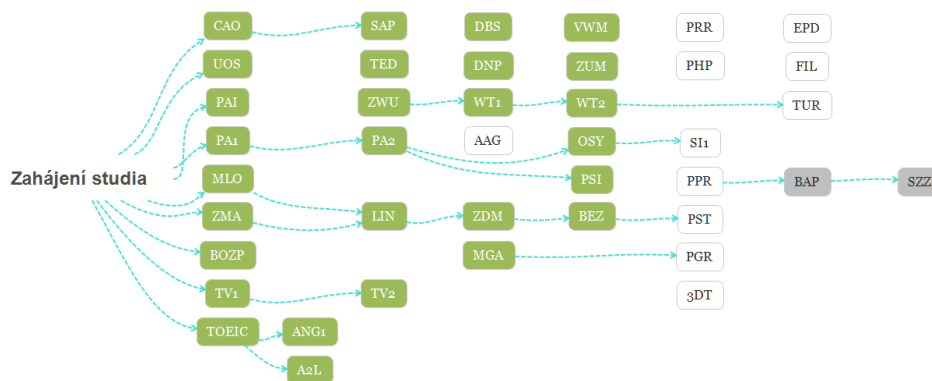 CAO SAP DBS VWM PRR EPD
UOS TED DNP ZUM PHP FIL
PAI ZWU WT1 WT2 TUR
PA1 PA2 AAG OSY SI1
Zahájení studia
MLO PSI PPR BAP SZZ
ZMA LIN ZDM BEZ PST
BOZP MGA PGR
TV1 TV2 3DT
TOEIC ANG1
A2L